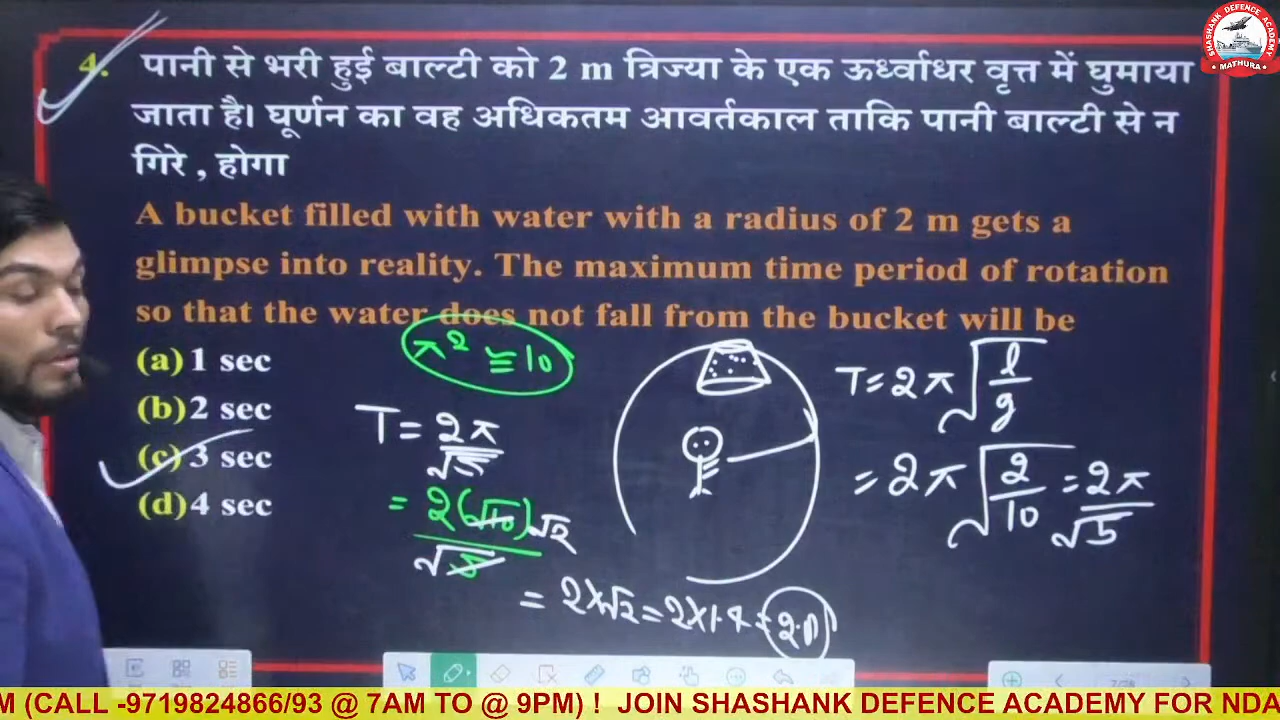 SHASHANK DEFENCE ACADEMY
MATHURA
4. पानी से भरी हुई बाल्टी को 2 m त्रिज्या के एक ऊर्ध्वाधर वृत्त में घुमाया
जाता है। घूर्णन का वह अधिकतम आवर्तकाल ताकि पानी बाल्टी से न
गिरे , होगा
A bucket filled with water with a radius of 2 m gets a
glimpse into reality. The maximum time period of rotation
so that the water does not fall from the bucket will be
(a) 1 sec
(b) 2 sec
(c) 3 sec
(d) 4 sec
π² ≅ 10
T = 2π/√5
= 2(√10)√2/√5
= 2×√2 = 2×1.4 =
T = 2π√(l/g)
= 2π√(2/10) = 2π/√5
M (CALL -9719824866/93 @ 7AM TO @ 9PM) ! JOIN SHASHANK DEFENCE ACADEMY FOR NDA